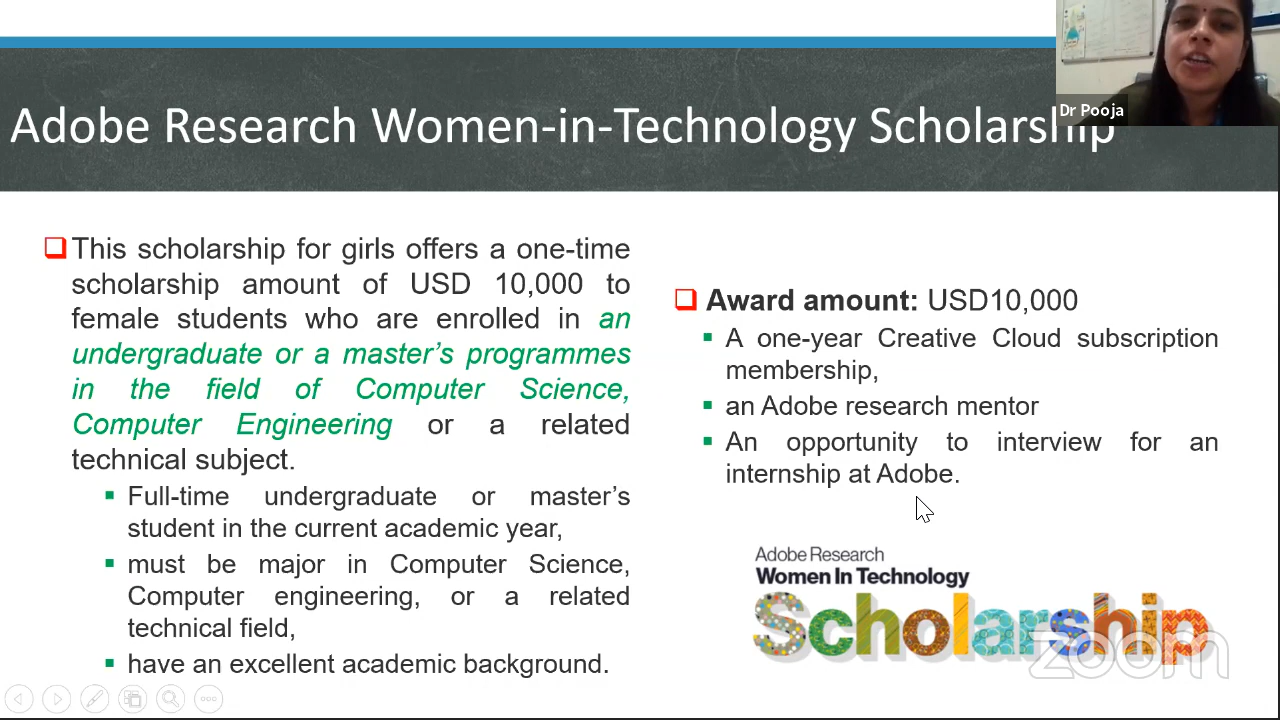 Dr Pooja
Adobe Research Women-in-Technology Scholarship
This scholarship for girls offers a one-time
scholarship amount of USD 10,000 to
female students who are enrolled in an
undergraduate or a master's programmes
in the field of Computer Science,
Computer Engineering or a related
technical subject.
Full-time undergraduate or master's
student in the current academic year,
must be major in Computer Science,
Computer engineering, or a related
technical field,
have an excellent academic background.
Award amount: USD10,000
A one-year Creative Cloud subscription
membership,
an Adobe research mentor
An opportunity to interview for an
internship at Adobe.
Adobe Research
Women In Technology
Scholarship
zoom